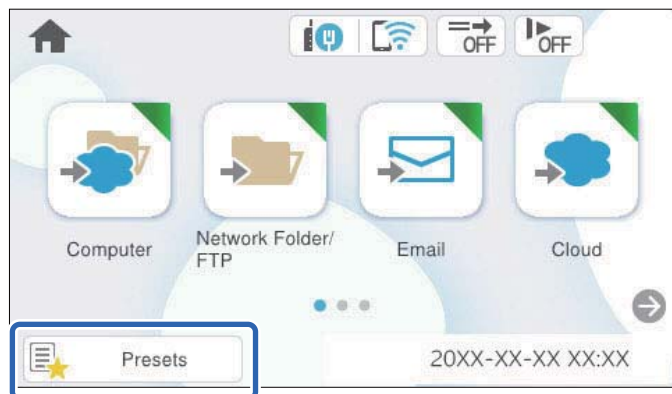 OFF
OFF
Computer
Network Folder/
FTP
Email
Cloud
Presets
20XX-XX-XX XX:XX